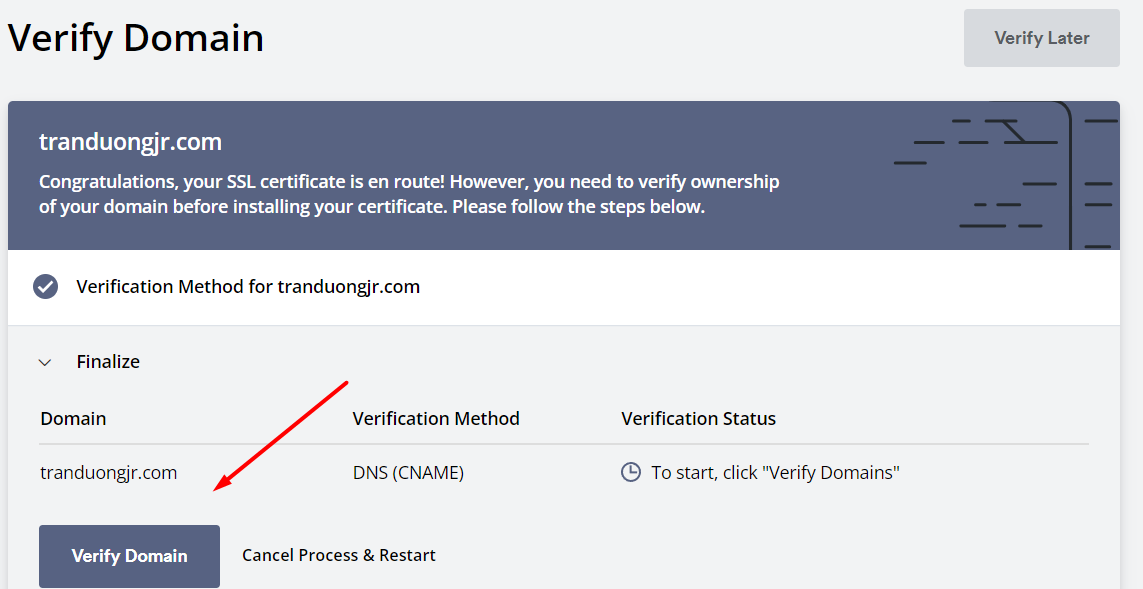 Verify Domain
Verify Later
tranduongjr.com
Congratulations, your SSL certificate is en route! However, you need to verify ownership
of your domain before installing your certificate. Please follow the steps below.
Verification Method for tranduongjr.com
Finalize
Domain Verification Method Verification Status
tranduongjr.com DNS (CNAME) To start, click "Verify Domains"
Verify Domain Cancel Process & Restart